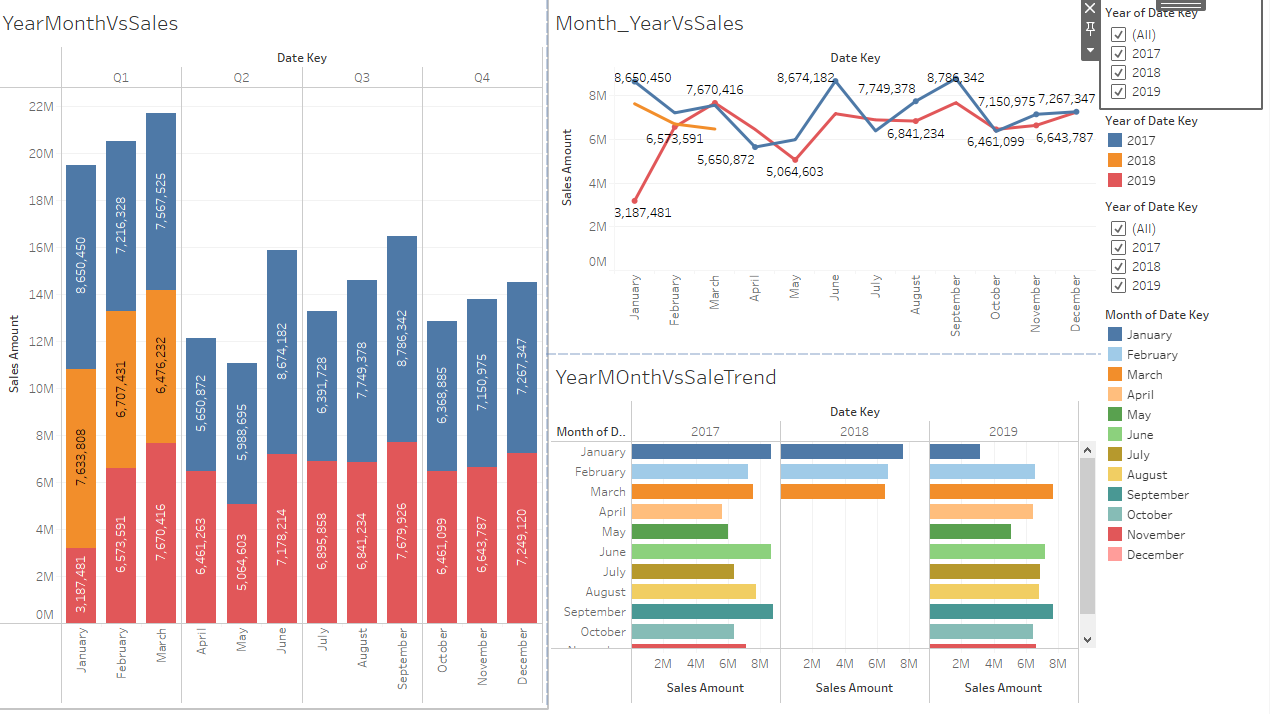 YearMonthVsSales
Date Key
Q1 Q2 Q3 Q4
Sales Amount
22M
20M
18M
16M
14M
12M
10M
8M
6M
4M
2M
0M
8,650,450
7,633,808
3,187,481
7,216,328
6,707,431
6,573,591
7,567,525
6,476,232
7,670,416
5,650,872
6,461,263
5,988,695
5,064,603
8,674,182
7,178,214
6,391,728
6,895,858
7,749,378
6,841,234
8,786,342
7,679,926
6,368,885
6,461,099
7,150,975
6,643,787
7,267,347
7,249,120
January
February
March
April
May
June
July
August
September
October
November
December
Month_YearVsSales
Date Key
Sales Amount
8M
6M
4M
2M
0M
8,650,450
7,670,416
8,674,182
7,749,378
8,786,342
7,150,975
7,267,347
6,573,591
5,650,872
5,064,603
6,841,234
6,461,099
6,643,787
3,187,481
January
February
March
April
May
June
July
August
September
October
November
December
YearMOnthVsSaleTrend
Date Key
Month of D.. 2017 2018 2019
January
February
March
April
May
June
July
August
September
October
2M 4M 6M 8M 2M 4M 6M 8M 2M 4M 6M 8M
Sales Amount Sales Amount Sales Amount
Year of Date Key
(All)
2017
2018
2019
Year of Date Key
2017
2018
2019
Year of Date Key
(All)
2017
2018
2019
Month of Date Key
January
February
March
April
May
June
July
August
September
October
November
December